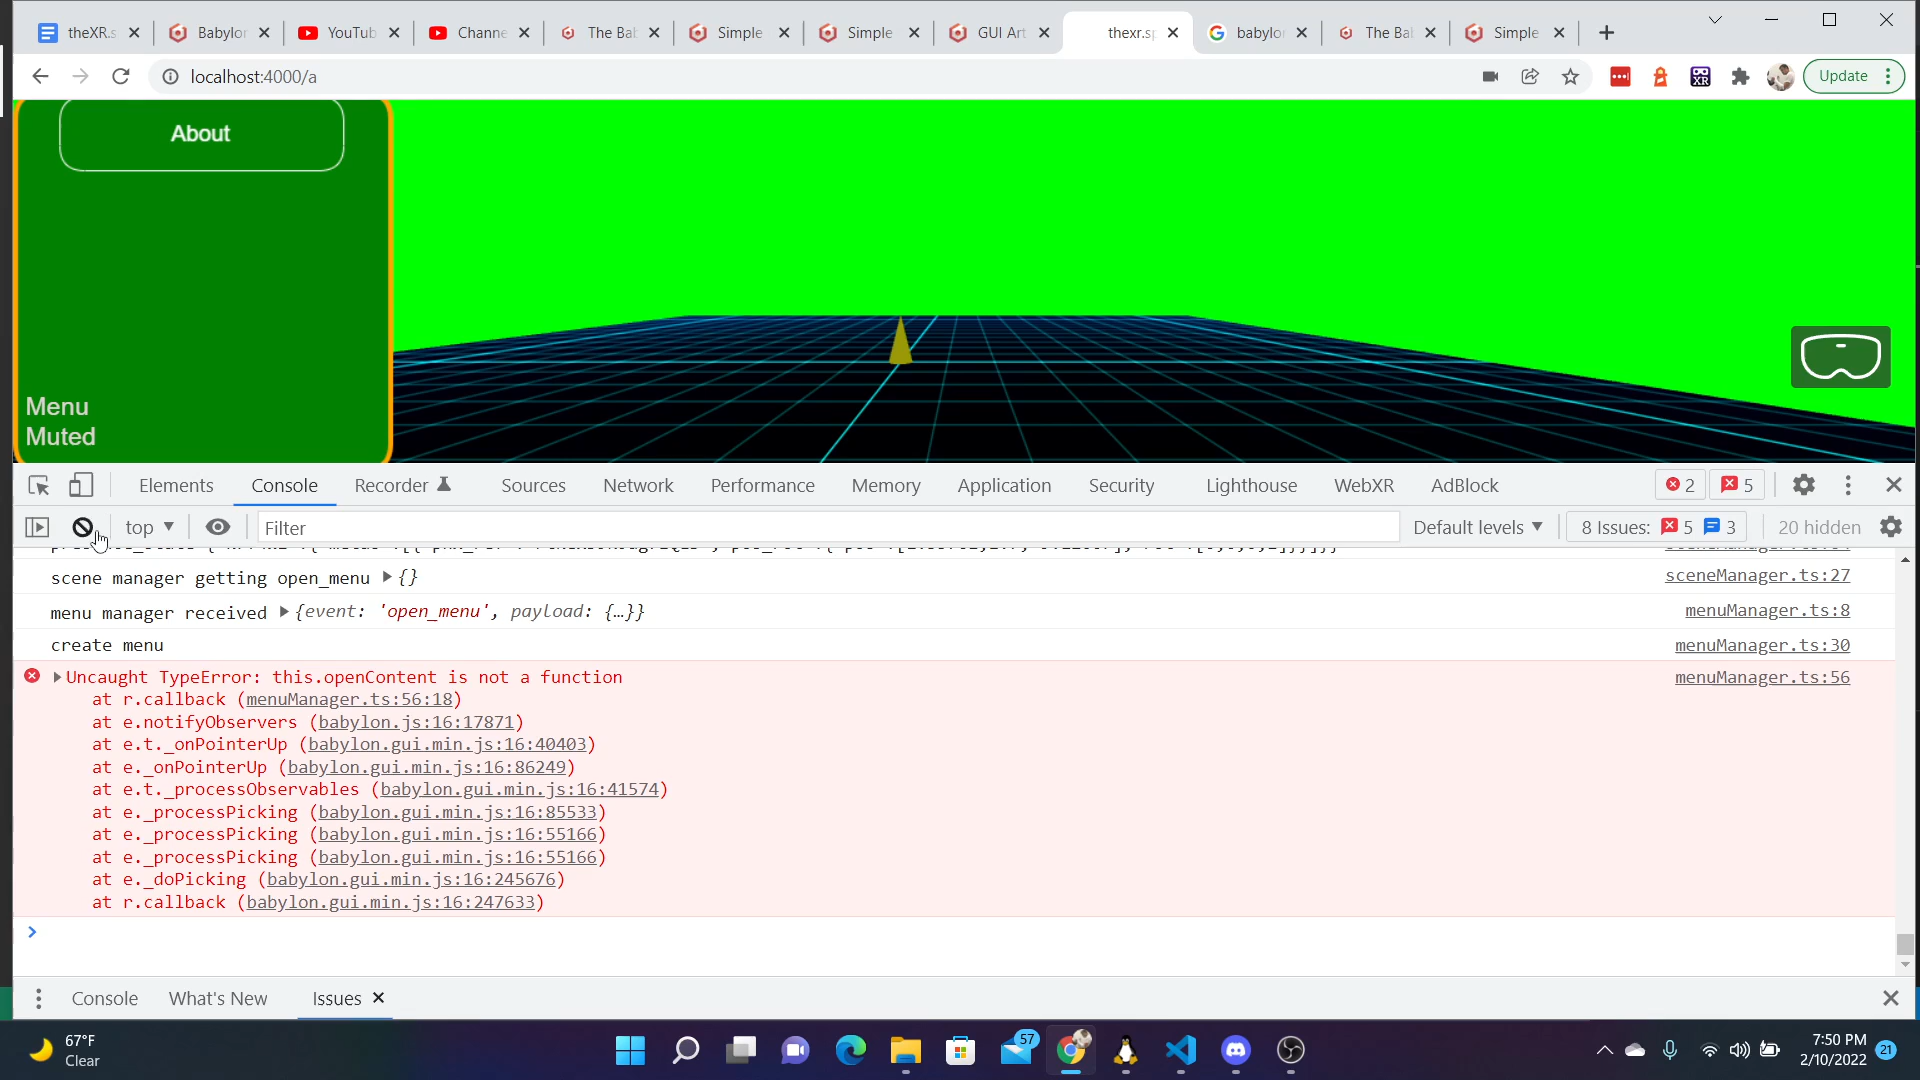 theXR.s
Babylor
YouTub
Channe
The Bab
Simple
Simple
GUI Art
thexr.sp
babylo
The Bal
Simple
localhost:4000/a
XR
Update
About
Menu
Muted
Elements
Console
Recorder
Sources
Network
Performance
Memory
Application
Security
Lighthouse
WebXR
AdBlock
2
5
top
Filter
Default levels
8 Issues: 5 3
20 hidden
scene manager getting open_menu {}
sceneManager.ts:27
menu manager received {event: 'open_menu', payload: {…}}
menuManager.ts:8
create menu
menuManager.ts:30
Uncaught TypeError: this.openContent is not a function
menuManager.ts:56
at r.callback (menuManager.ts:56:18)
at e.notifyObservers (babylon.js:16:17871)
at e.t._onPointerUp (babylon.gui.min.js:16:40403)
at e._onPointerUp (babylon.gui.min.js:16:86249)
at e.t._processObservables (babylon.gui.min.js:16:41574)
at e._processPicking (babylon.gui.min.js:16:85533)
at e._processPicking (babylon.gui.min.js:16:55166)
at e._processPicking (babylon.gui.min.js:16:55166)
at e._doPicking (babylon.gui.min.js:16:245676)
at r.callback (babylon.gui.min.js:16:247633)
Console
What's New
Issues
67°F
Clear
57
7:50 PM
2/10/2022
21